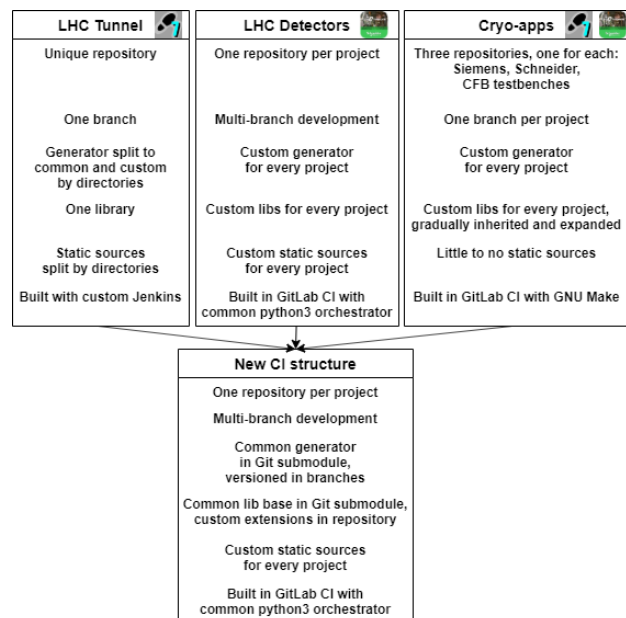 LHC Tunnel
Unique repository
One branch
Generator split to
common and custom
by directories
One library
Static sources
split by directories
Built with custom Jenkins
LHC Detectors
One repository per project
Multi-branch development
Custom generator
for every project
Custom libs for every project
Custom static sources
for every project
Built in GitLab CI with
common python3 orchestrator
Cryo-apps
Three repositories, one for each:
Siemens, Schneider,
CFB testbenches
One branch per project
Custom generator
for every project
Custom libs for every project,
gradually inherited and expanded
Little to no static sources
Built in GitLab CI with GNU Make
New CI structure
One repository per project
Multi-branch development
Common generator
in Git submodule,
versioned in branches
Common lib base in Git submodule,
custom extensions in repository
Custom static sources
for every project
Built in GitLab CI with
common python3 orchestrator